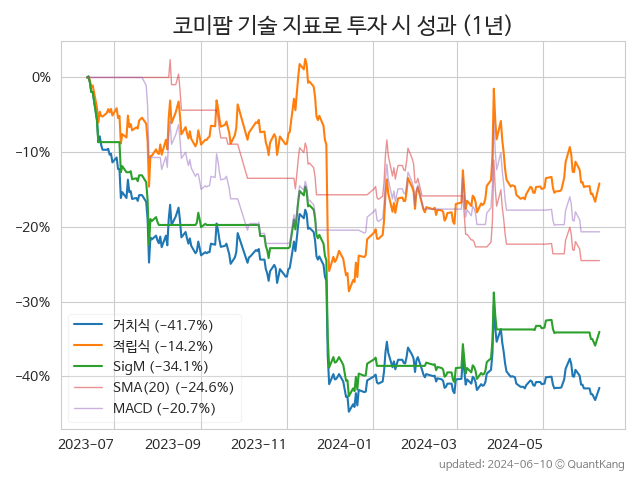 코미팜 기술 지표로 투자 시 성과 (1년)
0%
−10%
−20%
−30%
−40%
거치식 (−41.7%)
적립식 (−14.2%)
SigM (−34.1%)
SMA(20) (−24.6%)
MACD (−20.7%)
2023-07 2023-09 2023-11 2024-01 2024-03 2024-05
updated: 2024-06-10 ⓒ QuantKang